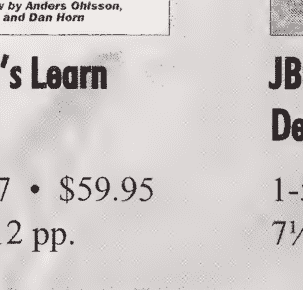 w by Anders Ohlsson,
and Dan Horn
's Learn
JB
De
7 • $59.95
1-
2 pp.
7½